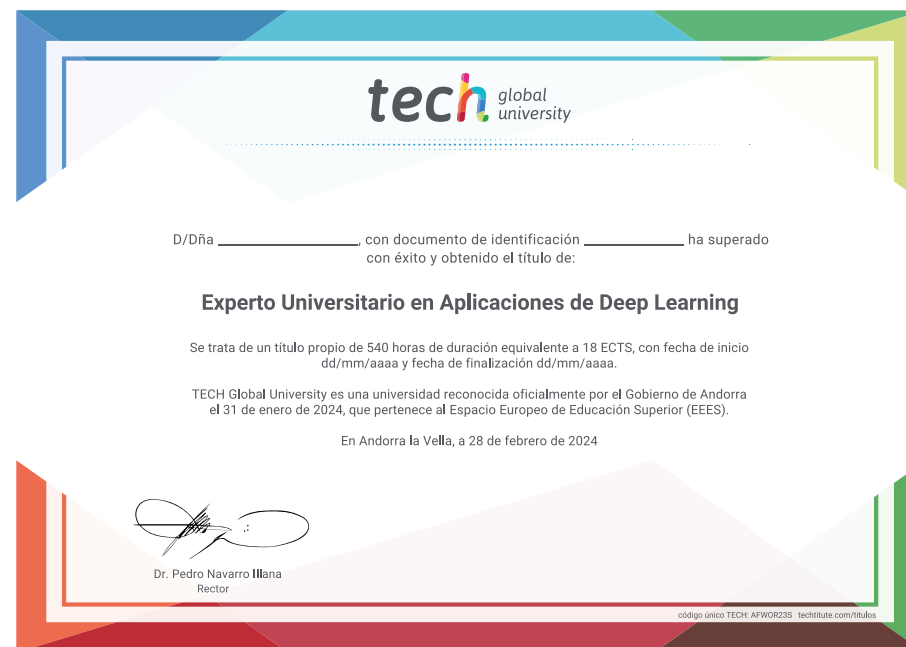 tech global
university
D/Dña ________________, con documento de identificación ____________ ha superado
con éxito y obtenido el título de:
Experto Universitario en Aplicaciones de Deep Learning
Se trata de un título propio de 540 horas de duración equivalente a 18 ECTS, con fecha de inicio
dd/mm/aaaa y fecha de finalización dd/mm/aaaa.
TECH Global University es una universidad reconocida oficialmente por el Gobierno de Andorra
el 31 de enero de 2024, que pertenece al Espacio Europeo de Educación Superior (EEES).
En Andorra la Vella, a 28 de febrero de 2024
Dr. Pedro Navarro Illana
Rector
código único TECH: AFWOR23S techtitute.com/titulos